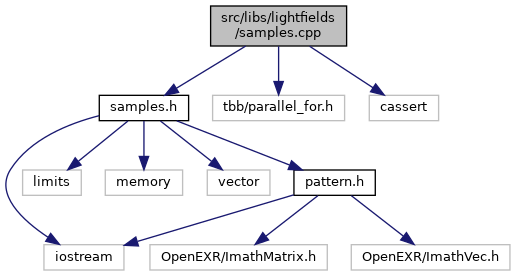 src/libs/lightfields
/samples.cpp
samples.h
tbb/parallel_for.h
cassert
limits
memory
vector
pattern.h
iostream
OpenEXR/ImathMatrix.h
OpenEXR/ImathVec.h